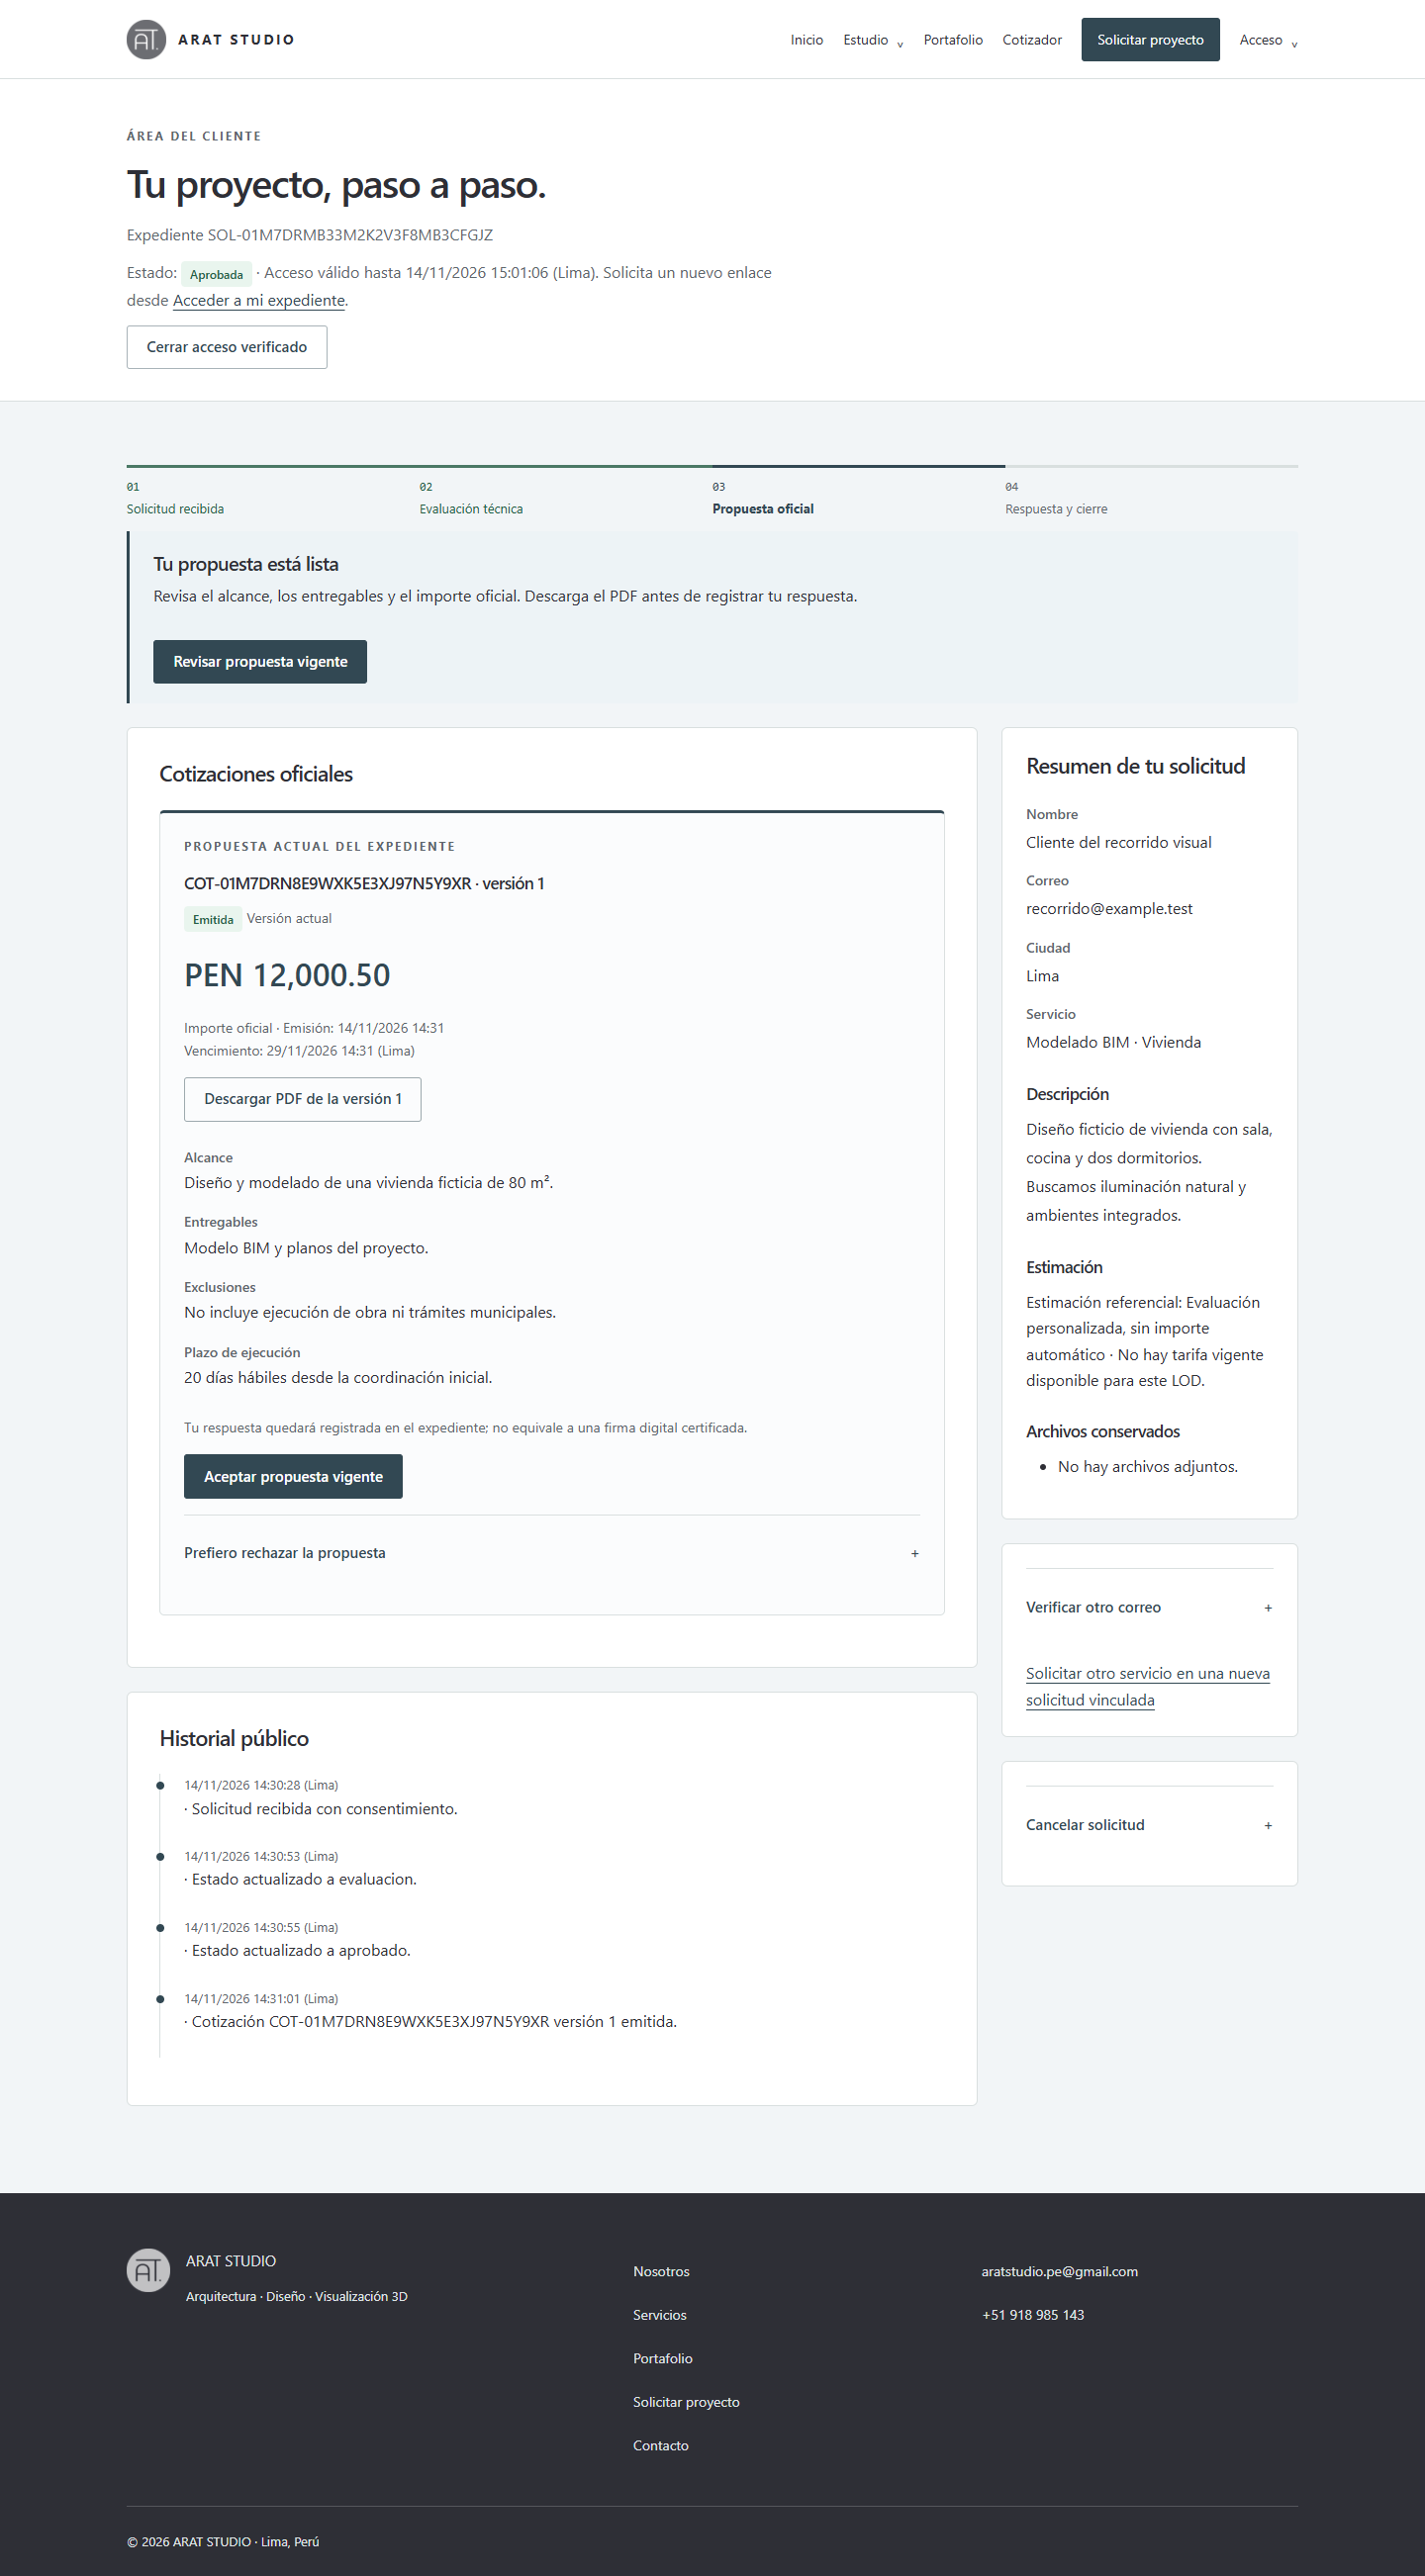 AT.
ARAT STUDIO
Inicio
Estudio v
Portafolio
Cotizador
Solicitar proyecto
Acceso v
ÁREA DEL CLIENTE
Tu proyecto, paso a paso.
Expediente SOL-01M7DRMB33M2K2V3F8MB3CFGJZ
Estado: Aprobada · Acceso válido hasta 14/11/2026 15:01:06 (Lima). Solicita un nuevo enlace
desde Acceder a mi expediente.
Cerrar acceso verificado
01
Solicitud recibida
02
Evaluación técnica
03
Propuesta oficial
04
Respuesta y cierre
Tu propuesta está lista
Revisa el alcance, los entregables y el importe oficial. Descarga el PDF antes de registrar tu respuesta.
Revisar propuesta vigente
Cotizaciones oficiales
PROPUESTA ACTUAL DEL EXPEDIENTE
COT-01M7DRN8E9WXK5E3XJ97N5Y9XR · versión 1
Emitida Versión actual
PEN 12,000.50
Importe oficial · Emisión: 14/11/2026 14:31
Vencimiento: 29/11/2026 14:31 (Lima)
Descargar PDF de la versión 1
Alcance
Diseño y modelado de una vivienda ficticia de 80 m².
Entregables
Modelo BIM y planos del proyecto.
Exclusiones
No incluye ejecución de obra ni trámites municipales.
Plazo de ejecución
20 días hábiles desde la coordinación inicial.
Tu respuesta quedará registrada en el expediente; no equivale a una firma digital certificada.
Aceptar propuesta vigente
Prefiero rechazar la propuesta +
Historial público
14/11/2026 14:30:28 (Lima)
· Solicitud recibida con consentimiento.
14/11/2026 14:30:53 (Lima)
· Estado actualizado a evaluacion.
14/11/2026 14:30:55 (Lima)
· Estado actualizado a aprobado.
14/11/2026 14:31:01 (Lima)
· Cotización COT-01M7DRN8E9WXK5E3XJ97N5Y9XR versión 1 emitida.
Resumen de tu solicitud
Nombre
Cliente del recorrido visual
Correo
recorrido@example.test
Ciudad
Lima
Servicio
Modelado BIM · Vivienda
Descripción
Diseño ficticio de vivienda con sala,
cocina y dos dormitorios.
Buscamos iluminación natural y
ambientes integrados.
Estimación
Estimación referencial: Evaluación
personalizada, sin importe
automático · No hay tarifa vigente
disponible para este LOD.
Archivos conservados
• No hay archivos adjuntos.
Verificar otro correo +
Solicitar otro servicio en una nueva
solicitud vinculada
Cancelar solicitud +
AT.
ARAT STUDIO
Arquitectura · Diseño · Visualización 3D
Nosotros
Servicios
Portafolio
Solicitar proyecto
Contacto
aratstudio.pe@gmail.com
+51 918 985 143
© 2026 ARAT STUDIO · Lima, Perú